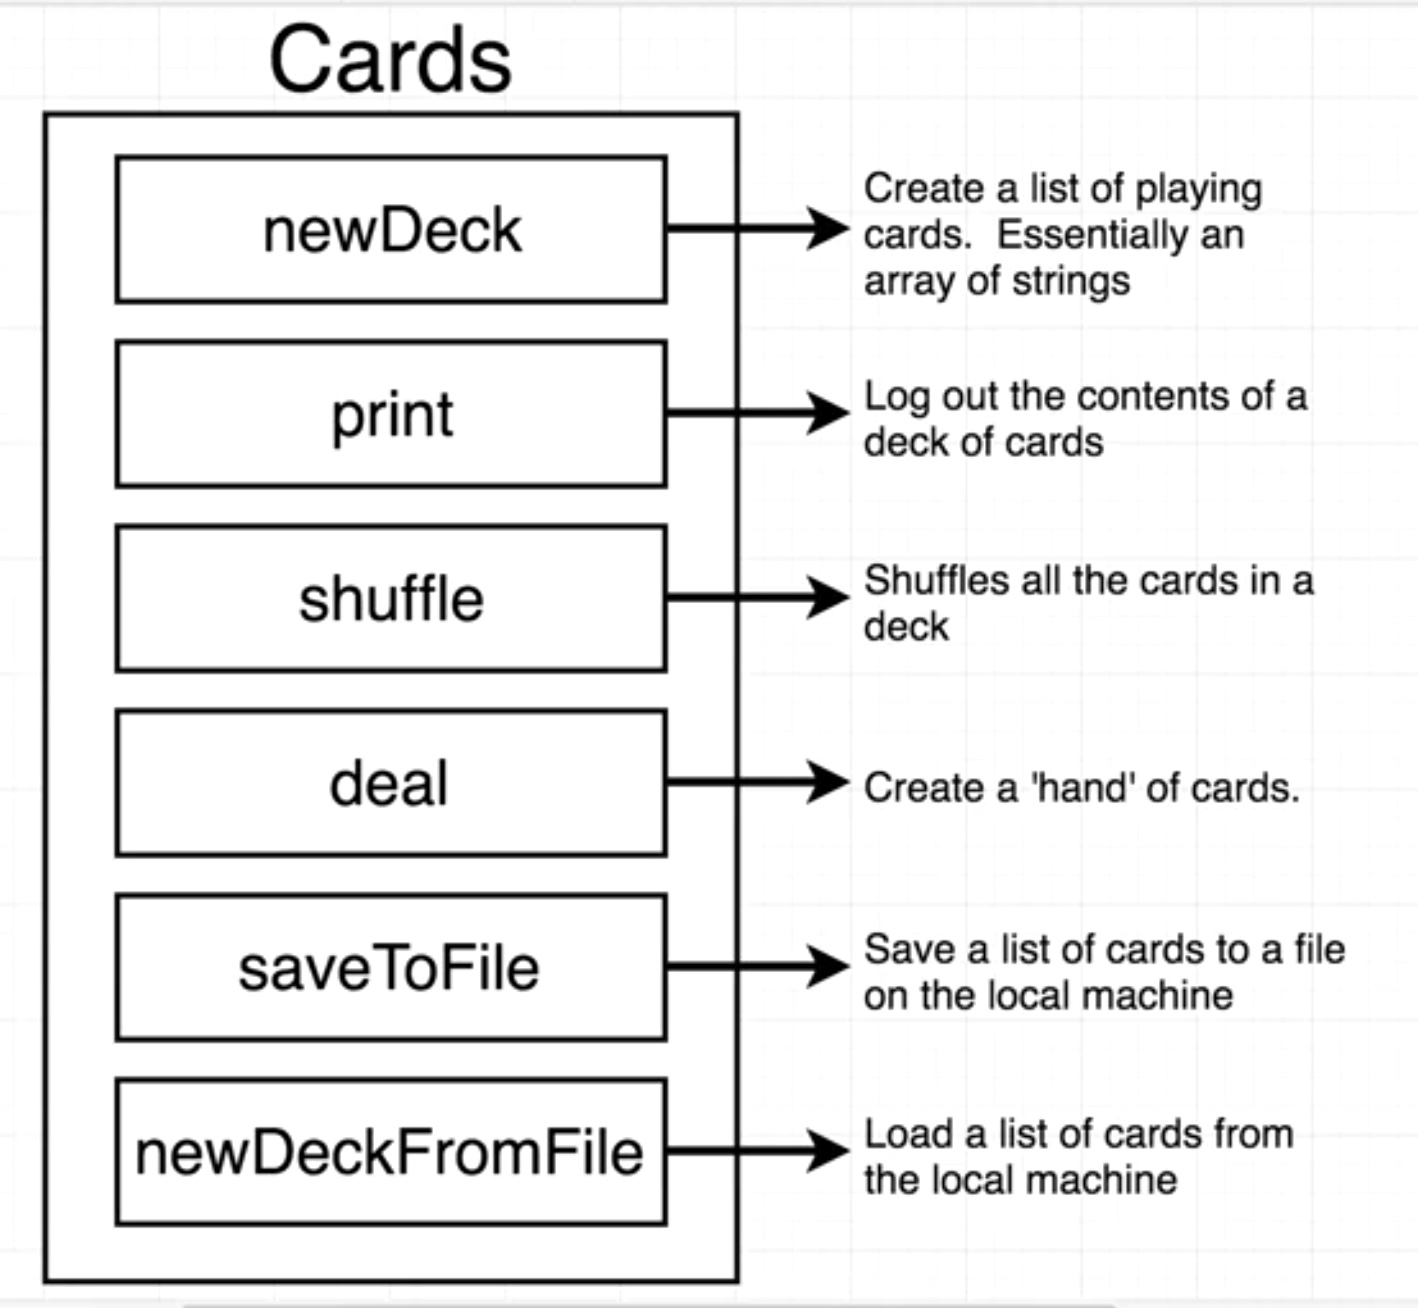 Cards
newDeck
Create a list of playing
cards.  Essentially an
array of strings
print
Log out the contents of a
deck of cards
shuffle
Shuffles all the cards in a
deck
deal
Create a 'hand' of cards.
saveToFile
Save a list of cards to a file
on the local machine
newDeckFromFile
Load a list of cards from
the local machine